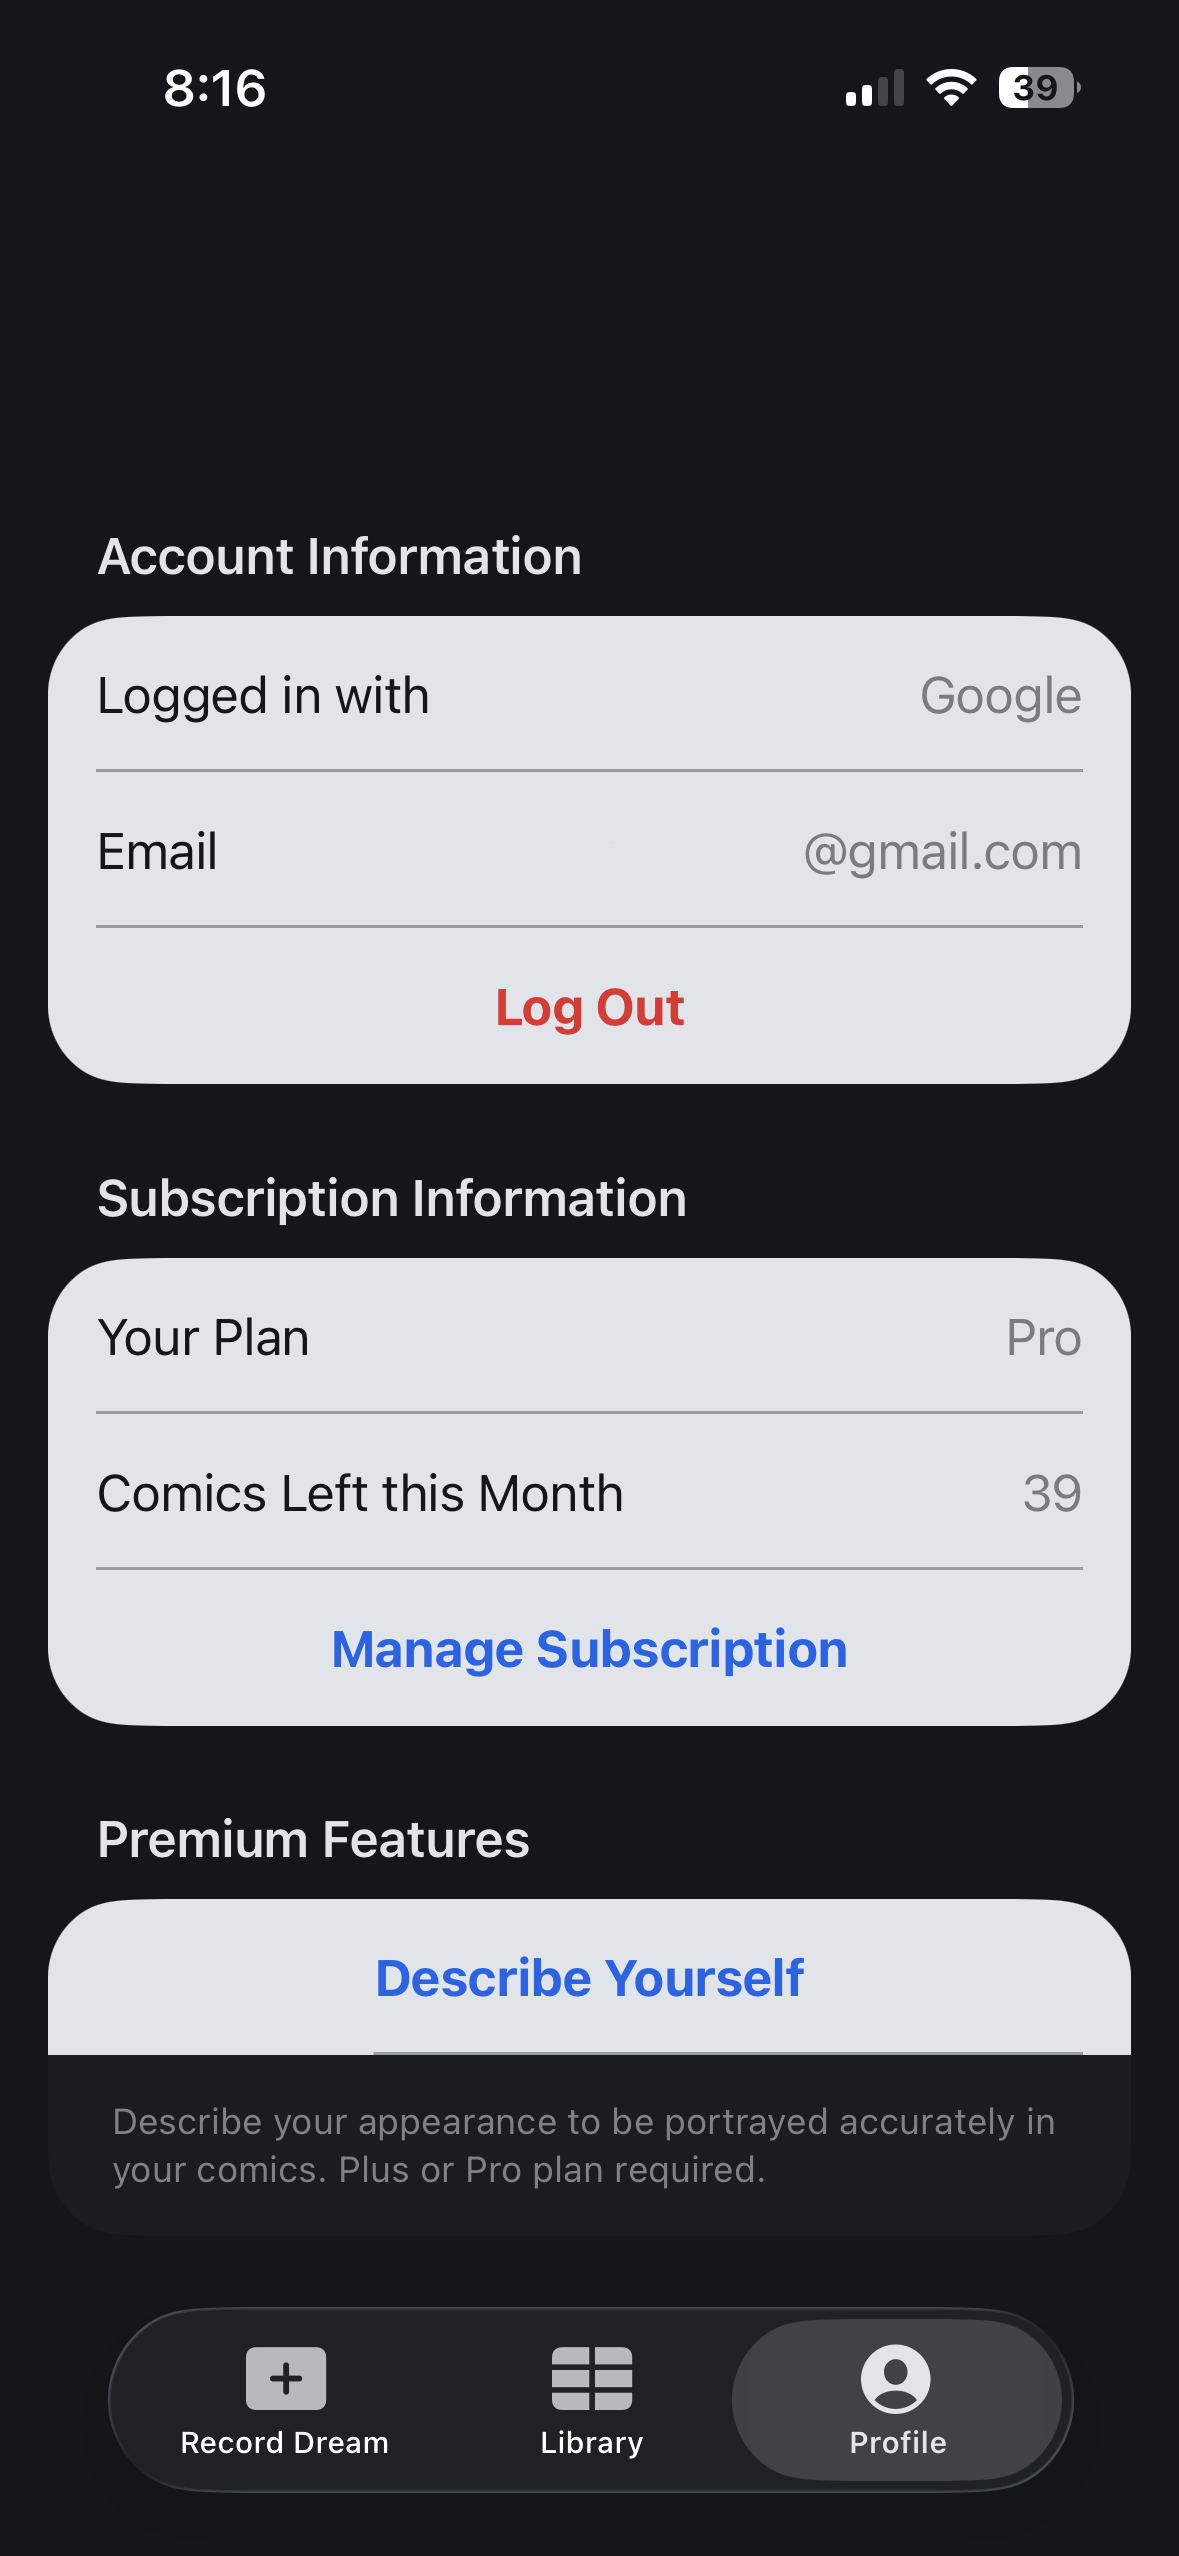 8:16
39
Account Information
Logged in with Google
Email @gmail.com
Log Out
Subscription Information
Your Plan Pro
Comics Left this Month 39
Manage Subscription
Premium Features
Describe Yourself
Describe your appearance to be portrayed accurately in
your comics. Plus or Pro plan required.
Record Dream Library Profile